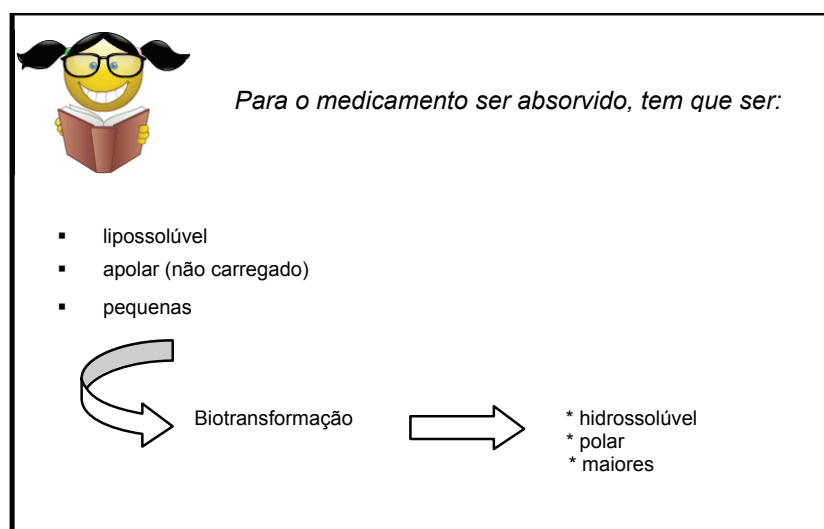 Para o medicamento ser absorvido, tem que ser:
▪ lipossolúvel
▪ apolar (não carregado)
▪ pequenas
Biotransformação
* hidrossolúvel
* polar
* maiores